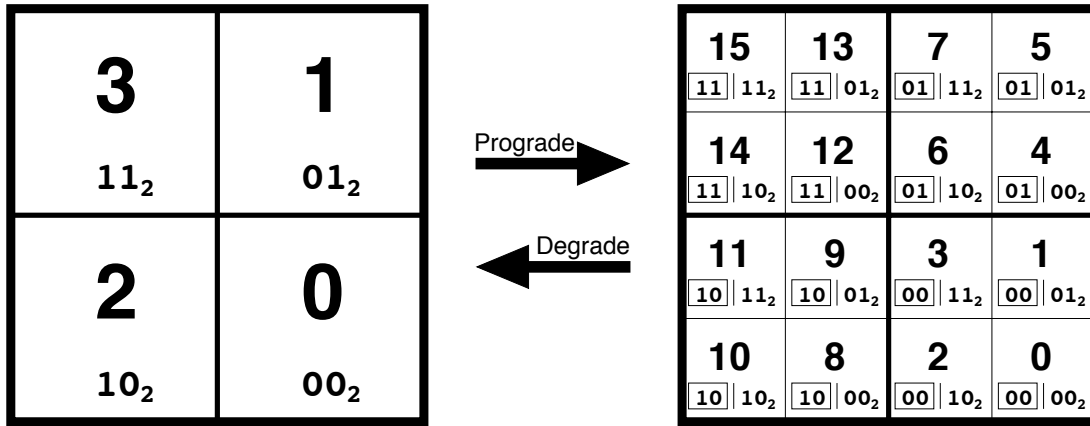 3 1
11₂ 01₂
2 0
10₂ 00₂
Prograde
Degrade
15 13 7 5
11|11₂ 11|01₂ 01|11₂ 01|01₂
14 12 6 4
11|10₂ 11|00₂ 01|10₂ 01|00₂
11 9 3 1
10|11₂ 10|01₂ 00|11₂ 00|01₂
10 8 2 0
10|10₂ 10|00₂ 00|10₂ 00|00₂